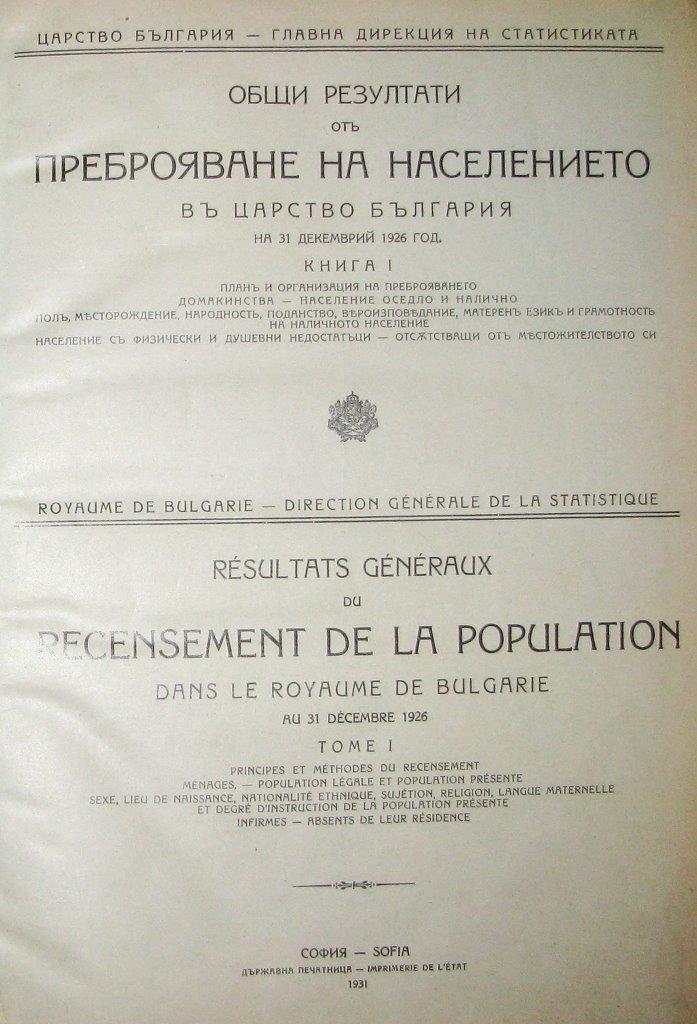 ЦАРСТВО БЪЛГАРИЯ — ГЛАВНА ДИРЕКЦИЯ НА СТАТИСТИКАТА
ОБЩИ РЕЗУЛТАТИ
ОТЪ
ПРЕБРОЯВАНЕ НА НАСЕЛЕНИЕТО
ВЪ ЦАРСТВО БЪЛГАРИЯ
НА 31 ДЕКЕМВРИЙ 1926 ГОД.
КНИГА I
ПЛАНЪ И ОРГАНИЗАЦИЯ НА ПРЕБРОЯВАНЕТО
ДОМАКИНСТВА — НАСЕЛЕНИЕ ОСЕДЛО И НАЛИЧНО
ПОЛЪ, МѢСТОРОЖДЕНИЕ, НАРОДНОСТЬ, ПОДАНСТВО, ВѢРОИЗПОВѢДАНИЕ, МАТЕРЕНЪ ЕЗИКЪ И ГРАМОТНОСТЬ
НА НАЛИЧНОТО НАСЕЛЕНИЕ
НАСЕЛЕНИЕ СЪ ФИЗИЧЕСКИ И ДУШЕВНИ НЕДОСТАТЪЦИ — ОТСѪТСТВАЩИ ОТЪ МѢСТОЖИТЕЛСТВОТО СИ
ROYAUME DE BULGARIE — DIRECTION GÉNÉRALE DE LA STATISTIQUE
RÉSULTATS GÉNÉRAUX
DU
RECENSEMENT DE LA POPULATION
DANS LE ROYAUME DE BULGARIE
AU 31 DÉCEMBRE 1926
TOME I
PRINCIPES ET MÉTHODES DU RECENSEMENT
MÉNAGES, — POPULATION LÉGALE ET POPULATION PRÉSENTE
SEXE, LIEU DE NAISSANCE, NATIONALITÉ ETHNIQUE, SUJÉTION, RELIGION, LANGUE MATERNELLE
ET DEGRÉ D'INSTRUCTION DE LA POPULATION PRÉSENTE
INFIRMES — ABSENTS DE LEUR RÉSIDENCE
СОФИЯ — SOFIA
ДЪРЖАВНА ПЕЧАТНИЦА — IMPRIMERIE DE L'ÉTAT
1931